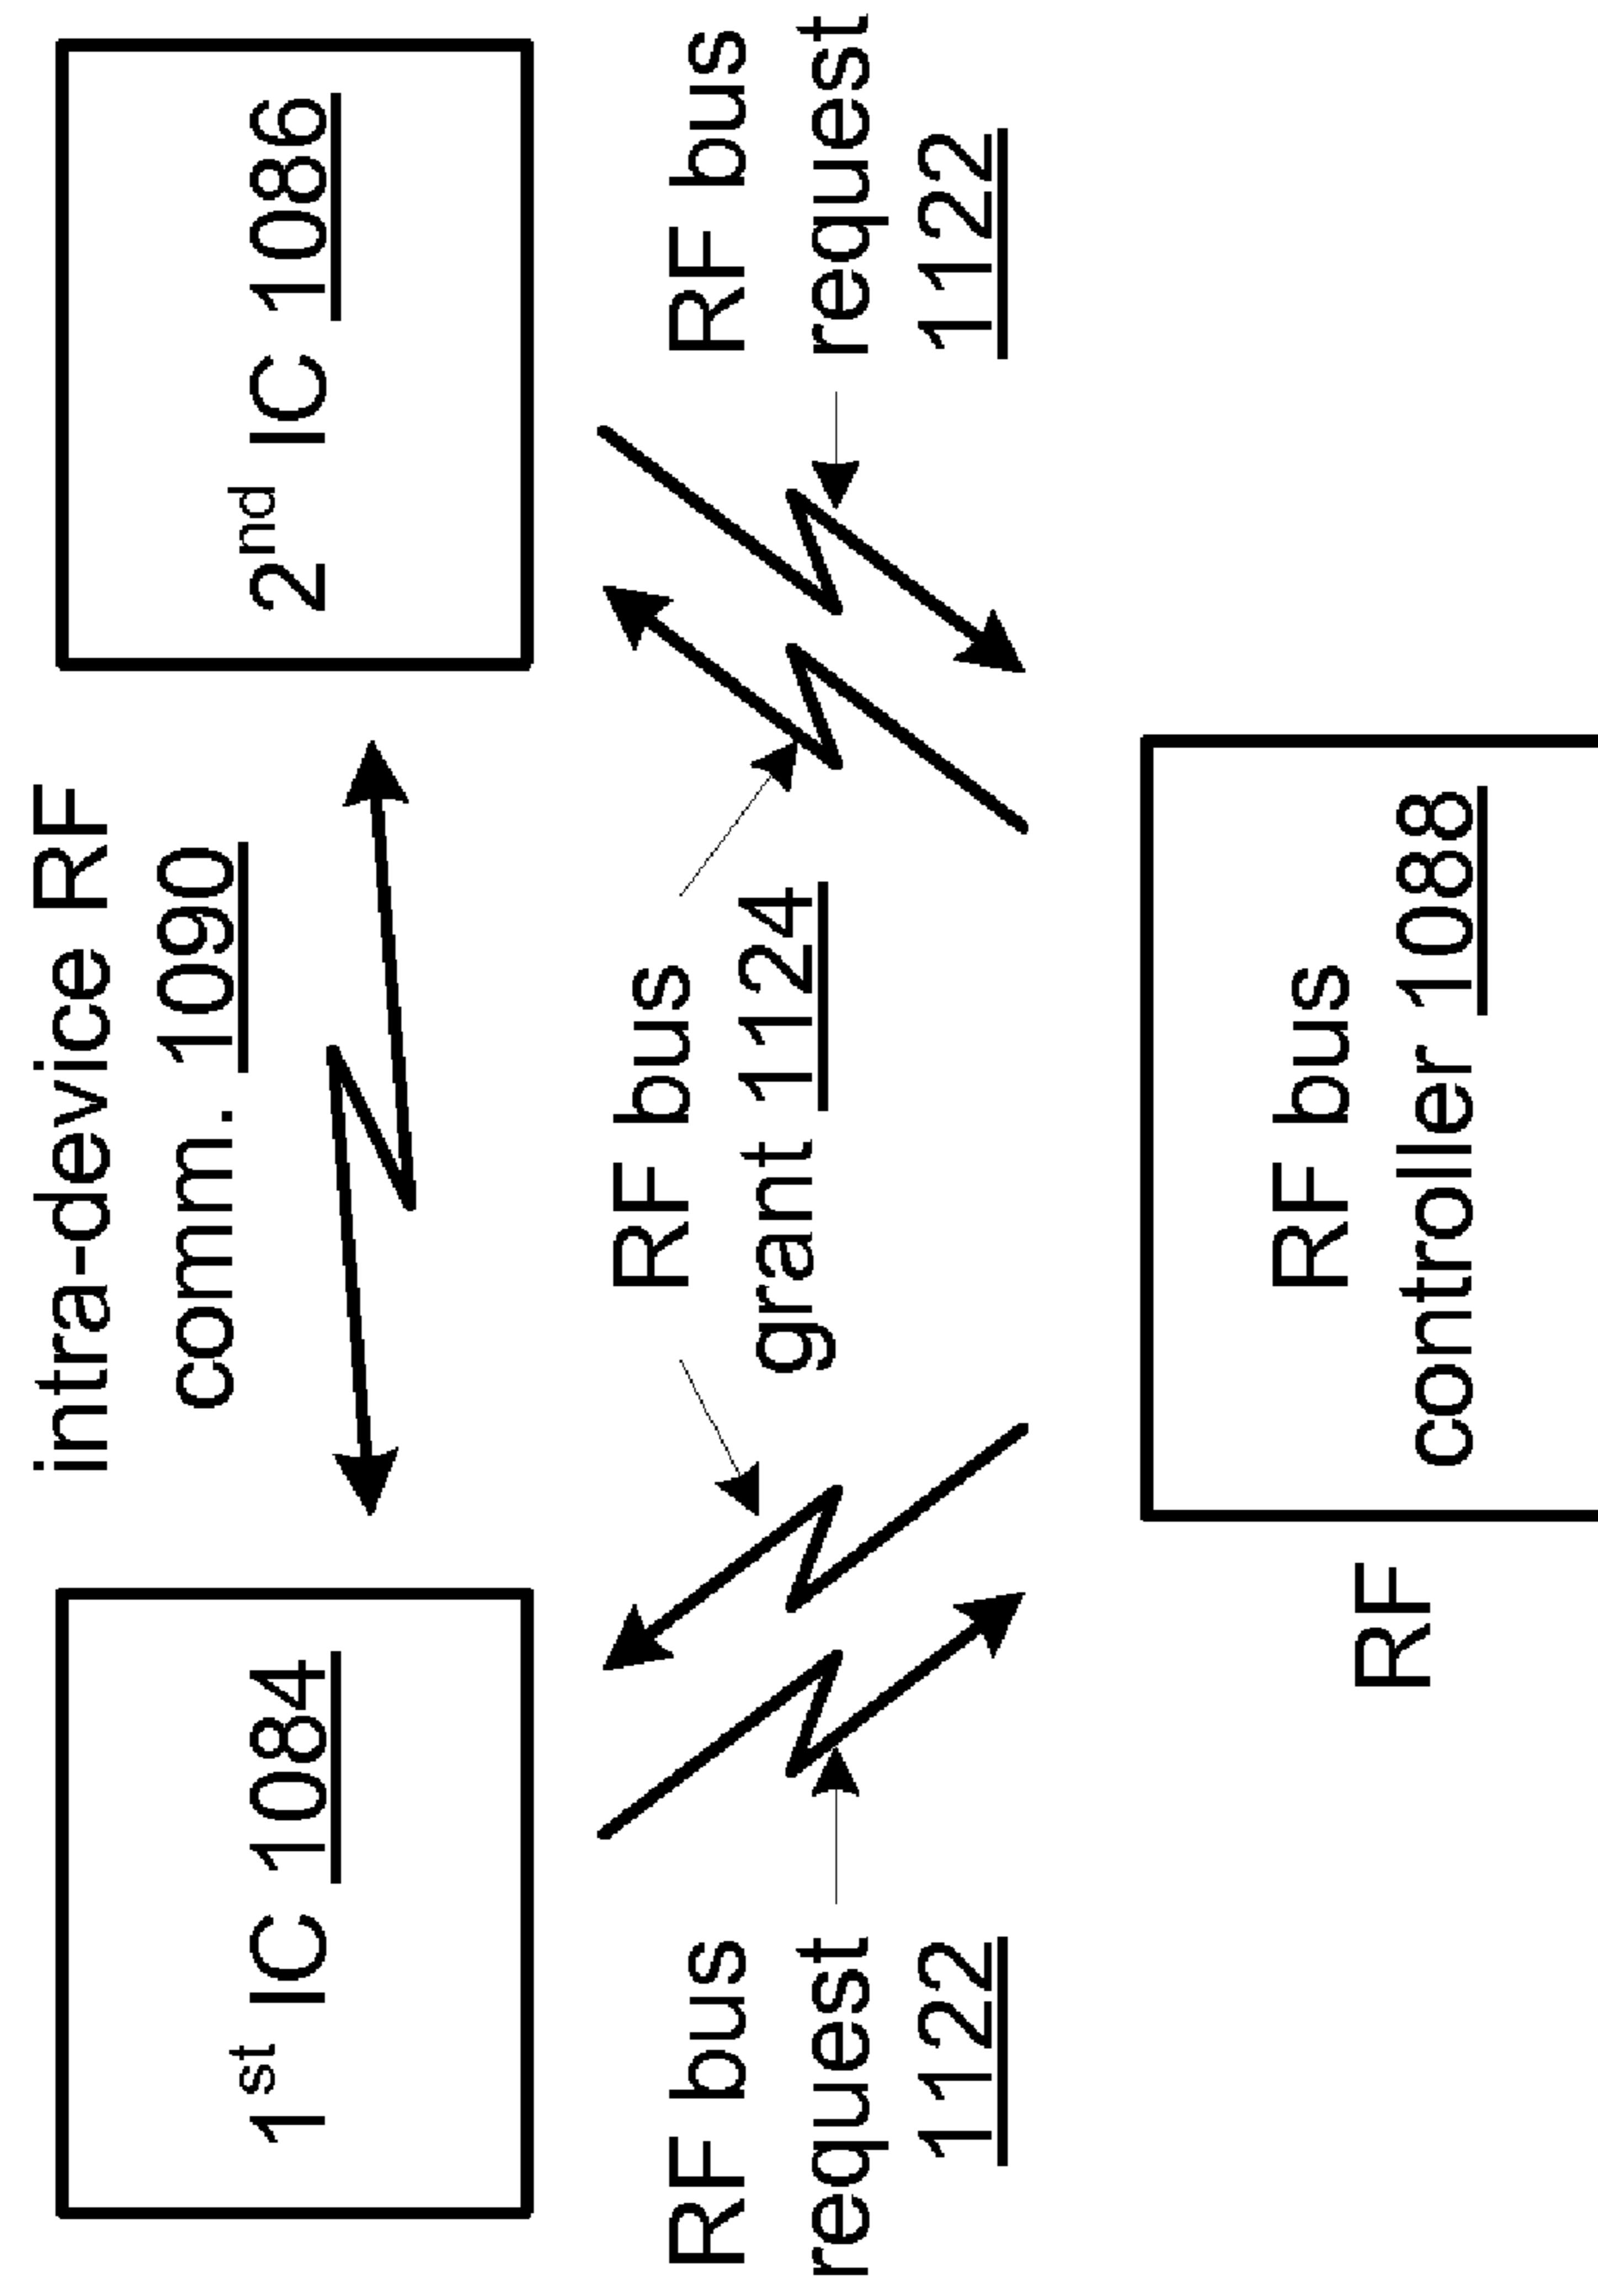 intra-device RF
comm. 1090
1st IC 1084
2nd IC 1086
RF bus
request
1122
RF bus
grant 1124
RF bus
request
1122
RF bus
controller 1088
RF